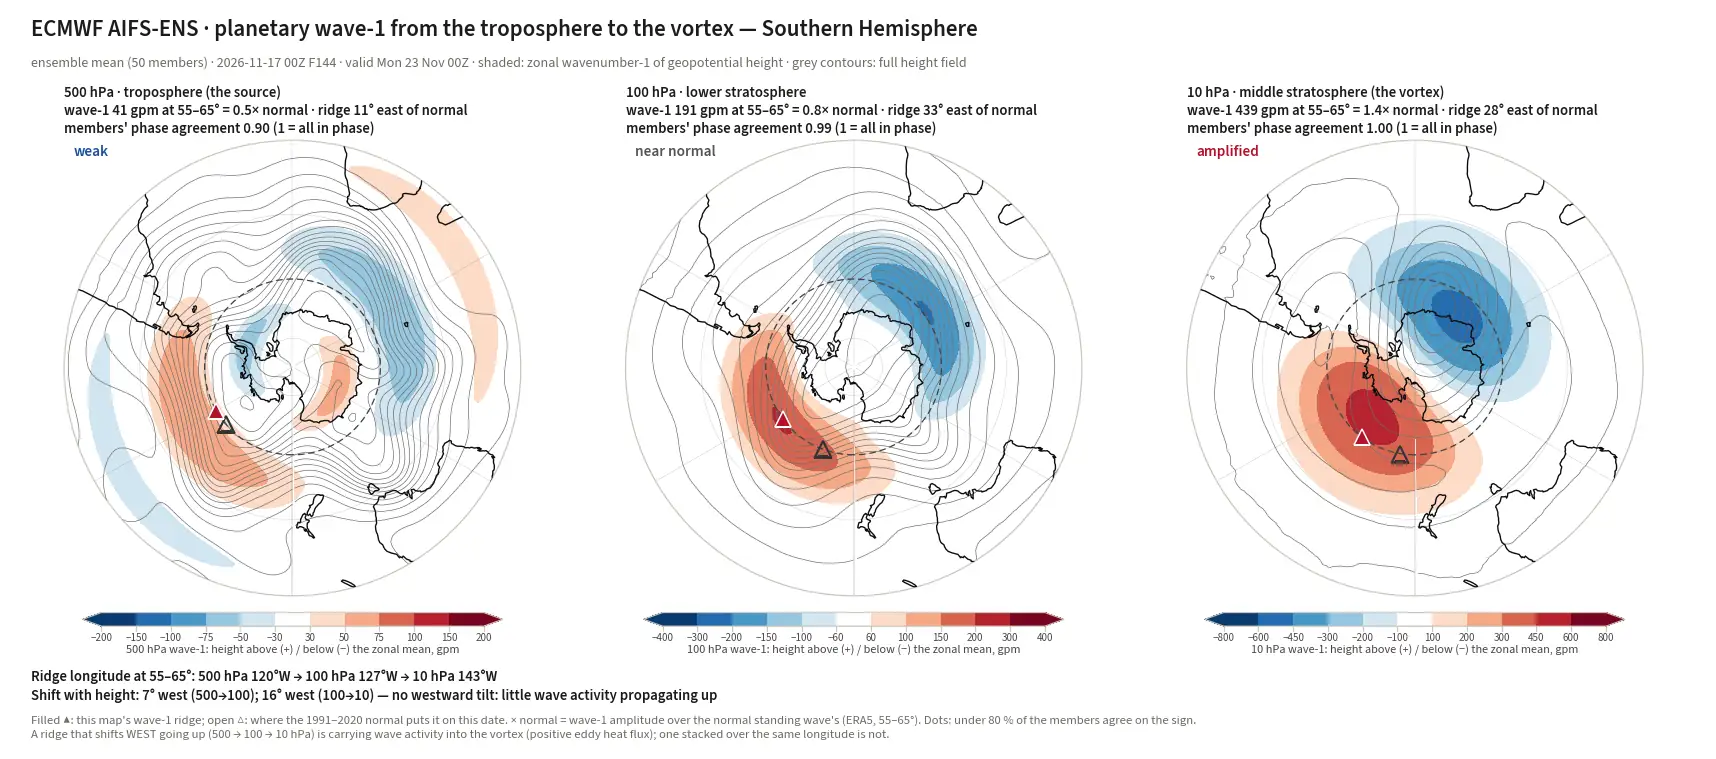 ECMWF AIFS-ENS · planetary wave-1 from the troposphere to the vortex — Southern Hemisphere
ensemble mean (50 members) · 2026-11-17 00Z F144 · valid Mon 23 Nov 00Z · shaded: zonal wavenumber-1 of geopotential height · grey contours: full height field
500 hPa · troposphere (the source)
wave-1 41 gpm at 55–65° = 0.5× normal · ridge 11° east of normal
members' phase agreement 0.90 (1 = all in phase)
weak
100 hPa · lower stratosphere
wave-1 191 gpm at 55–65° = 0.8× normal · ridge 33° east of normal
members' phase agreement 0.99 (1 = all in phase)
near normal
10 hPa · middle stratosphere (the vortex)
wave-1 439 gpm at 55–65° = 1.4× normal · ridge 28° east of normal
members' phase agreement 1.00 (1 = all in phase)
amplified
−200 −150 −100 −75 −50 −30 30 50 75 100 150 200
500 hPa wave-1: height above (+) / below (−) the zonal mean, gpm
−400 −300 −200 −150 −100 −60 60 100 150 200 300 400
100 hPa wave-1: height above (+) / below (−) the zonal mean, gpm
−800 −600 −450 −300 −200 −100 100 200 300 450 600 800
10 hPa wave-1: height above (+) / below (−) the zonal mean, gpm
Ridge longitude at 55–65°: 500 hPa 120°W → 100 hPa 127°W → 10 hPa 143°W
Shift with height: 7° west (500→100); 16° west (100→10) — no westward tilt: little wave activity propagating up
Filled ▲: this map's wave-1 ridge; open △: where the 1991–2020 normal puts it on this date. × normal = wave-1 amplitude over the normal standing wave's (ERA5, 55–65°). Dots: under 80 % of the members agree on the sign.
A ridge that shifts WEST going up (500 → 100 → 10 hPa) is carrying wave activity into the vortex (positive eddy heat flux); one stacked over the same longitude is not.